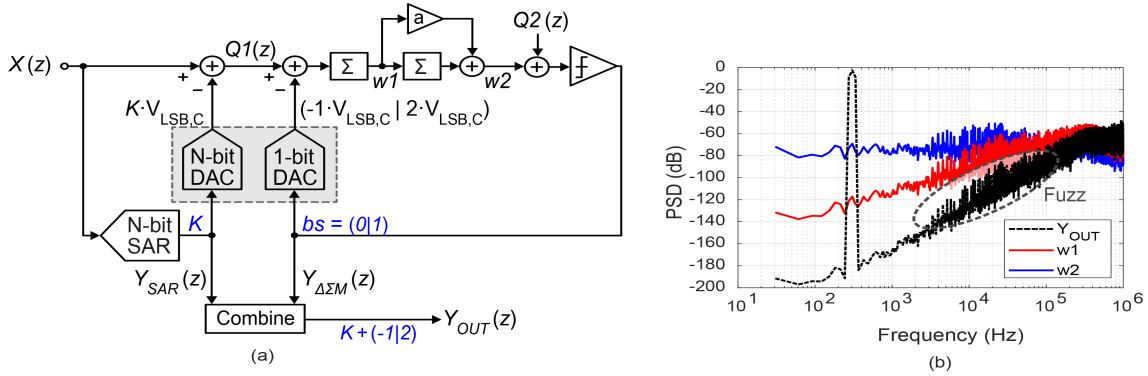 X(z)
Q1(z)
a
Q2(z)
+
−
+
−
Σ
w1
Σ
w2
K·V_LSB,C
(-1·V_LSB,C | 2·V_LSB,C)
N-bit
DAC
1-bit
DAC
N-bit
SAR
K
bs = (0|1)
Y_SAR(z)
Y_ΔΣM(z)
Combine
K+(-1|2)
Y_OUT(z)
(a)
PSD (dB)
0
-20
-40
-60
-80
-100
-120
-140
-160
-180
-200
Fuzz
Y_OUT
w1
w2
10^1
10^2
10^3
10^4
10^5
10^6
Frequency (Hz)
(b)